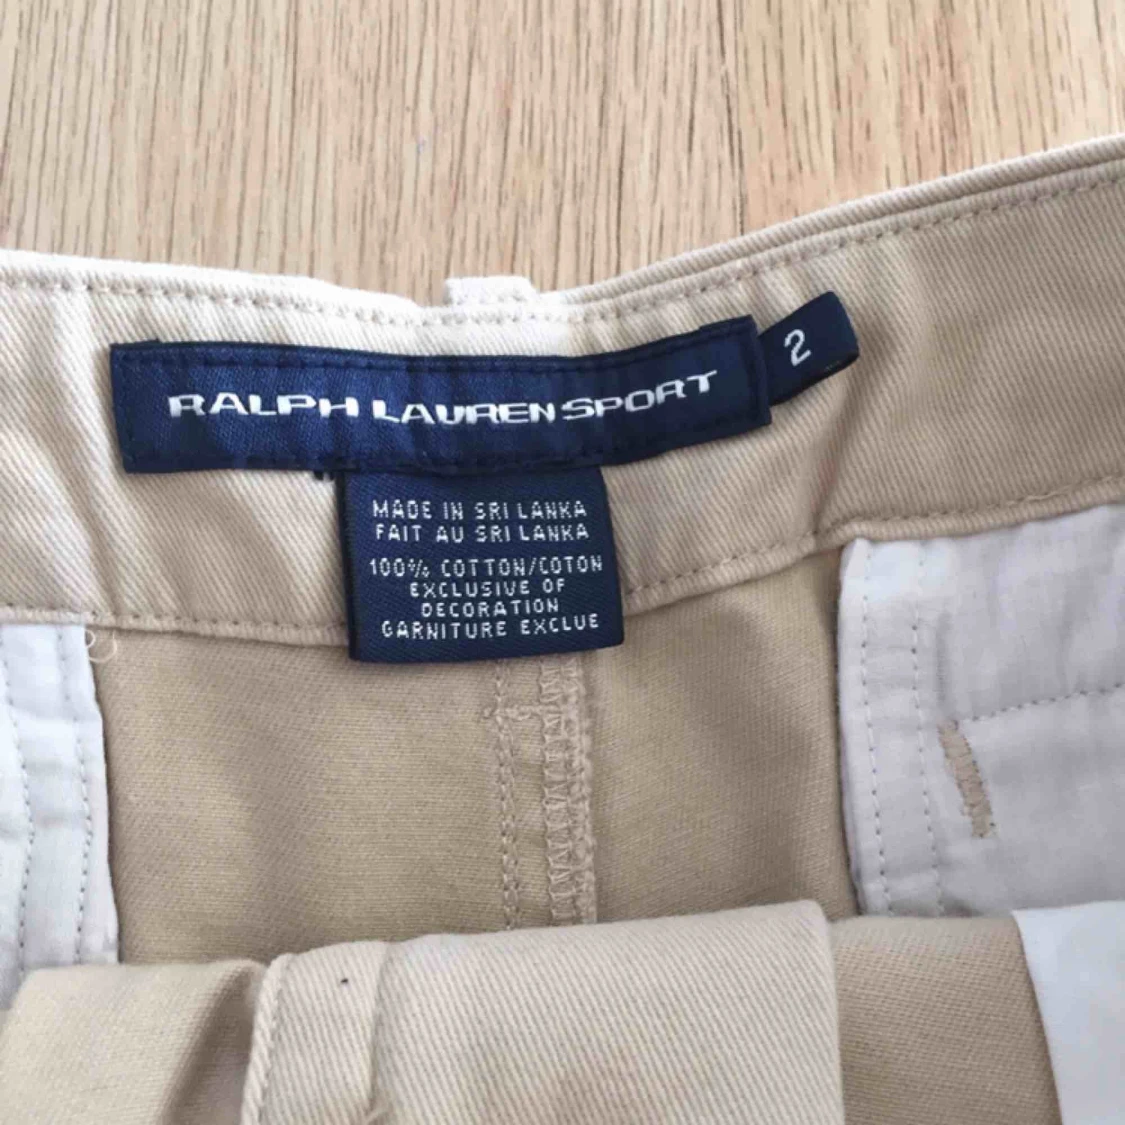 RALPH LAUREN SPORT
2
MADE IN SRI LANKA
FAIT AU SRI LANKA
100% COTTON/COTON
EXCLUSIVE OF
DECORATION
GARNITURE EXCLUE